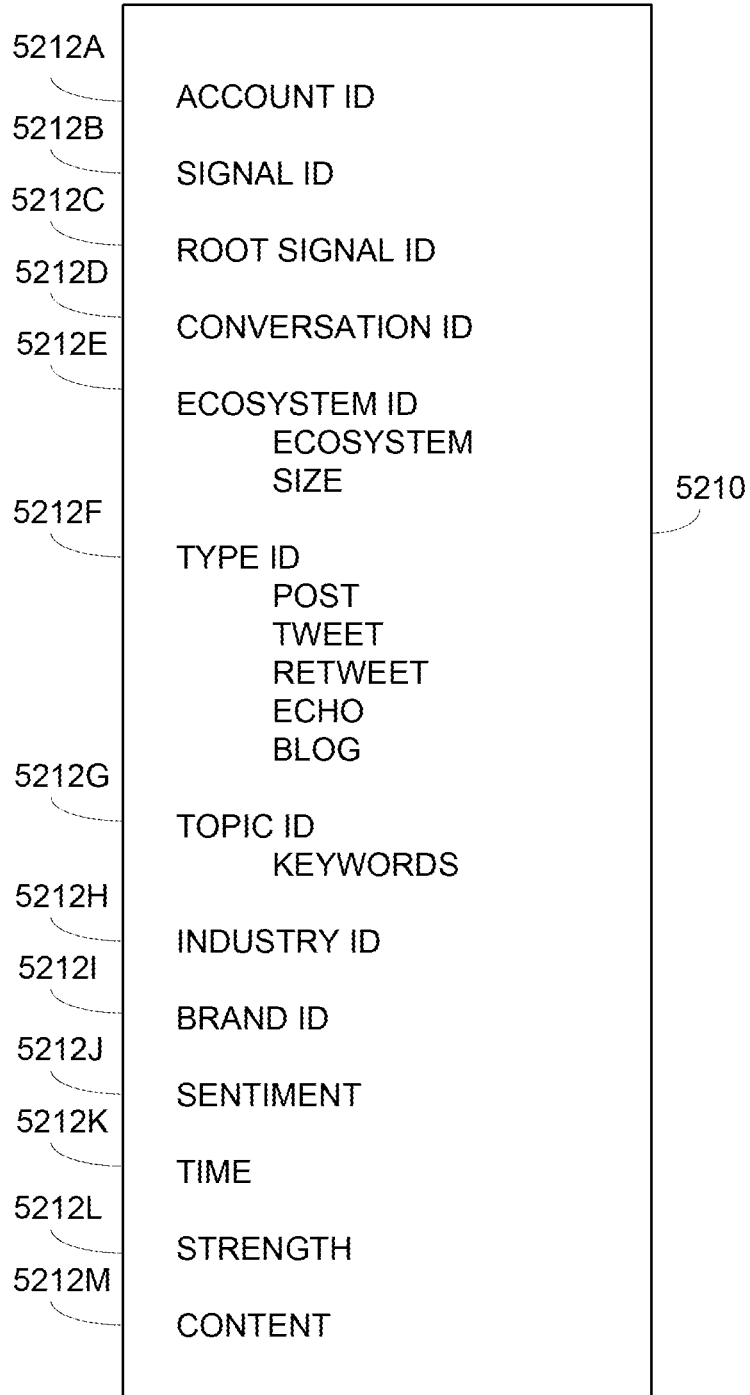 5212A
ACCOUNT ID
5212B
SIGNAL ID
5212C
ROOT SIGNAL ID
5212D
CONVERSATION ID
5212E
ECOSYSTEM ID
ECOSYSTEM
SIZE
5210
5212F
TYPE ID
POST
TWEET
RETWEET
ECHO
BLOG
5212G
TOPIC ID
KEYWORDS
5212H
INDUSTRY ID
5212I
BRAND ID
5212J
SENTIMENT
5212K
TIME
5212L
STRENGTH
5212M
CONTENT